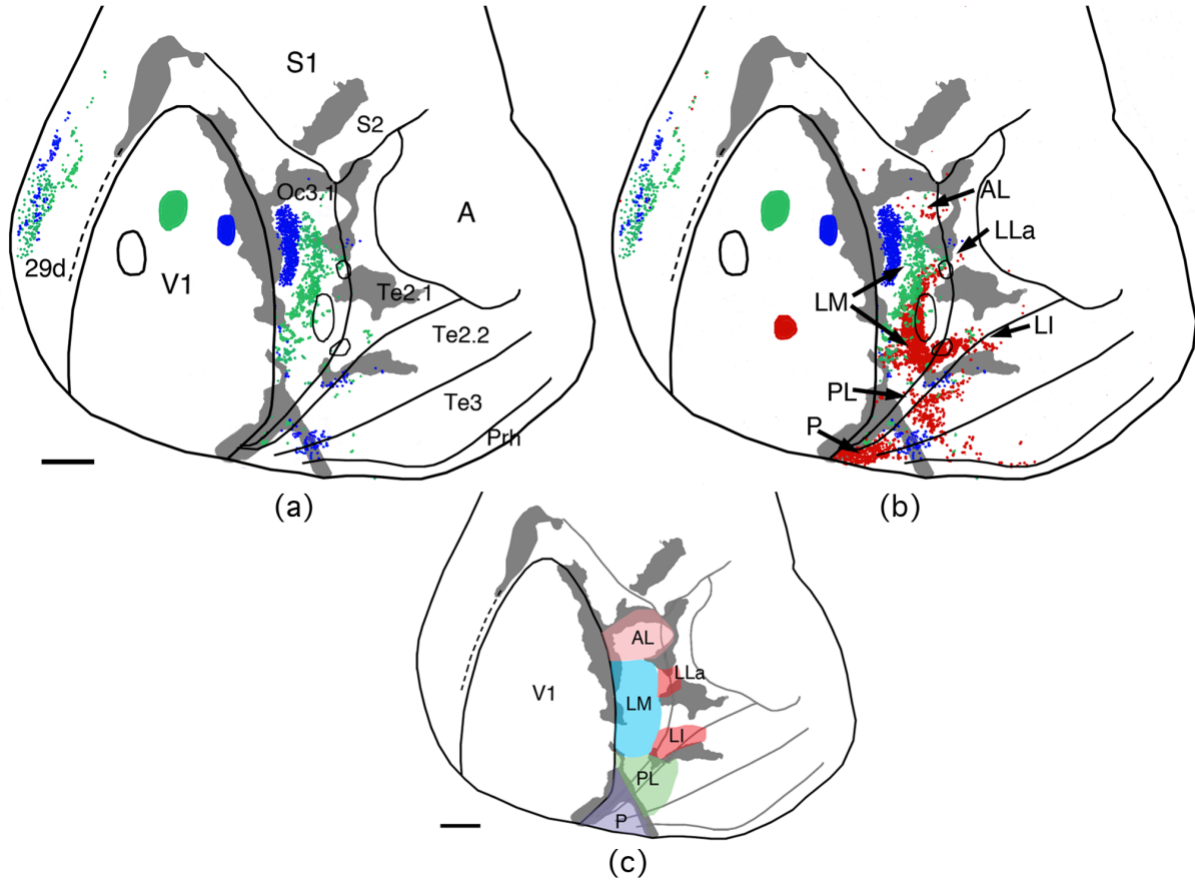 S1
S2
Oc3.1
A
29d
V1
Te2.1
Te2.2
Te3
Prh
(a)
AL
LLa
LM
LI
PL
P
(b)
AL
LLa
V1
LM
LI
PL
P
(c)